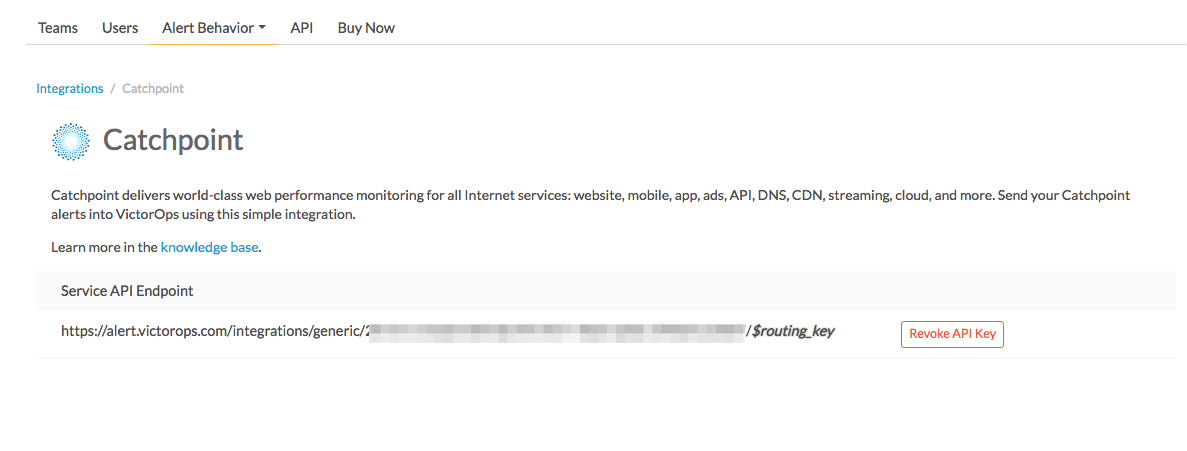 Teams Users Alert Behavior API Buy Now
Integrations / Catchpoint
Catchpoint
Catchpoint delivers world-class web performance monitoring for all Internet services: website, mobile, app, ads, API, DNS, CDN, streaming, cloud, and more. Send your Catchpoint
alerts into VictorOps using this simple integration.
Learn more in the knowledge base.
Service API Endpoint
https://alert.victorops.com/integrations/generic/ /$routing_key Revoke API Key